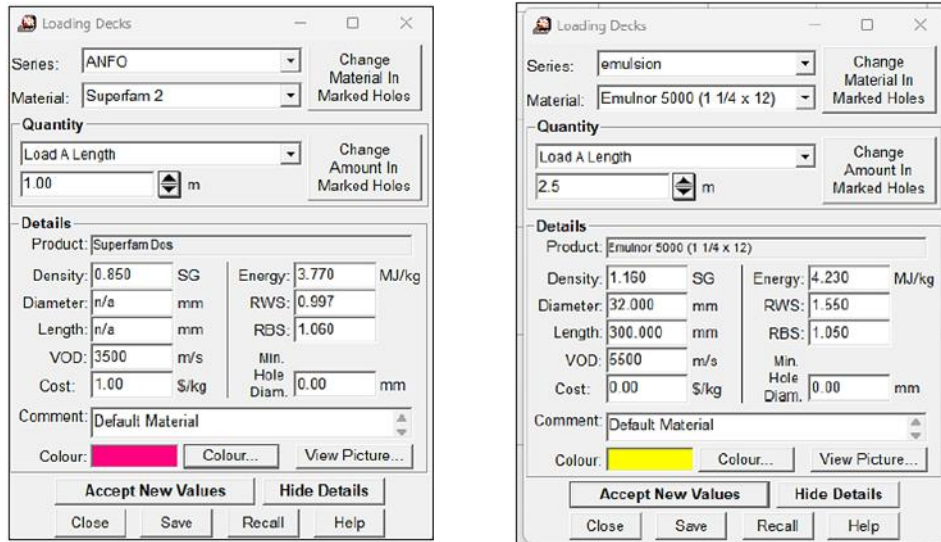 Loading Decks
Series: ANFO
Change Material In Marked Holes
Material: Superfam 2
Quantity
Load A Length
Change Amount In Marked Holes
1.00 m
Details
Product: Superfam Dos
Density: 0.850 SG Energy: 3.770 MJ/kg
Diameter: n/a mm RWS: 0.997
Length: n/a mm RBS: 1.060
VOD: 3500 m/s
Cost: 1.00 $/kg Min. Hole Diam. 0.00 mm
Comment: Default Material
Colour: Colour... View Picture...
Accept New Values Hide Details
Close Save Recall Help
Loading Decks
Series: emulsion
Change Material In Marked Holes
Material: Emulnor 5000 (1 1/4 x 12)
Quantity
Load A Length
Change Amount In Marked Holes
2.5 m
Details
Product: Emulnor 5000 (1 1/4 x 12)
Density: 1.160 SG Energy: 4.230 MJ/kg
Diameter: 32.000 mm RWS: 1.550
Length: 300.000 mm RBS: 1.050
VOD: 5500 m/s
Cost: 0.00 $/kg Min. Hole Diam. 0.00 mm
Comment: Default Material
Colour: Colour... View Picture...
Accept New Values Hide Details
Close Save Recall Help